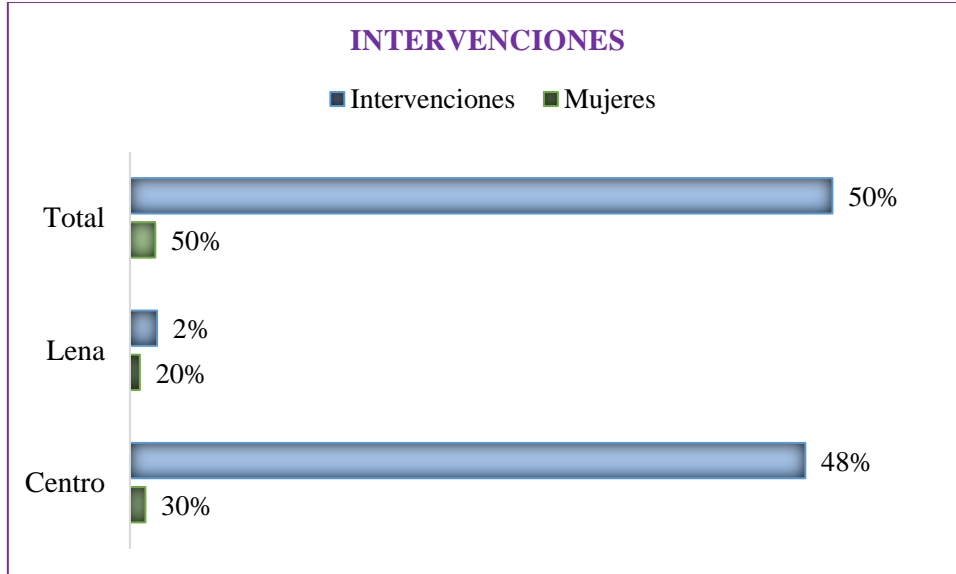 INTERVENCIONES
Intervenciones Mujeres
Total
50%
50%
Lena
2%
20%
Centro
48%
30%